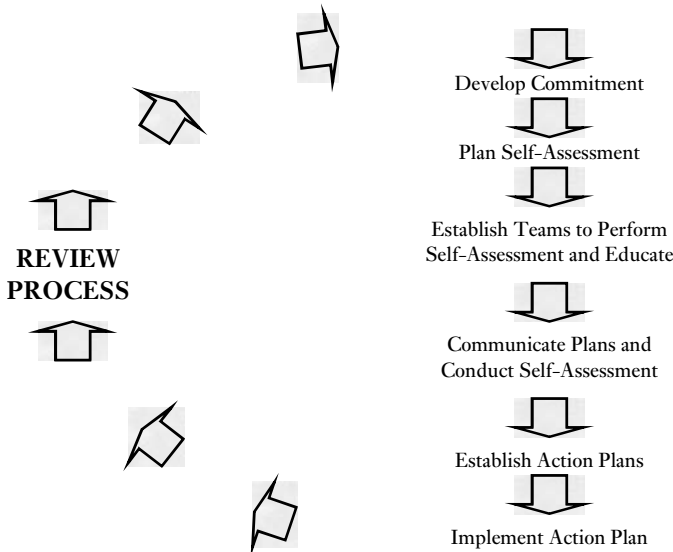 Develop Commitment
Plan Self-Assessment
Establish Teams to Perform
Self-Assessment and Educate
Communicate Plans and
Conduct Self-Assessment
Establish Action Plans
Implement Action Plan
REVIEW
PROCESS